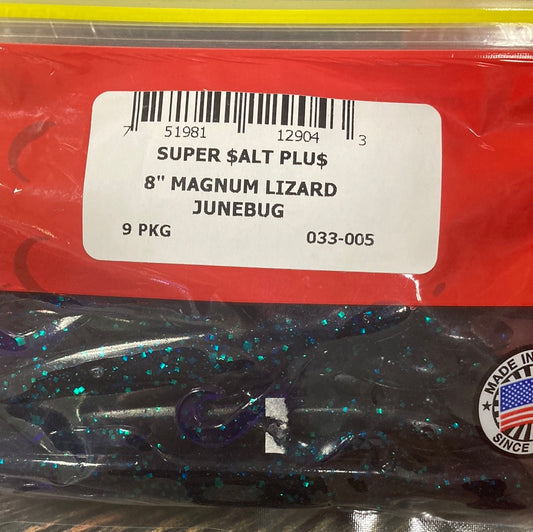 7 51981 12904 3
SUPER $ALT PLU$
8" MAGNUM LIZARD
JUNEBUG
9 PKG 033-005
MADE IN
SINCE